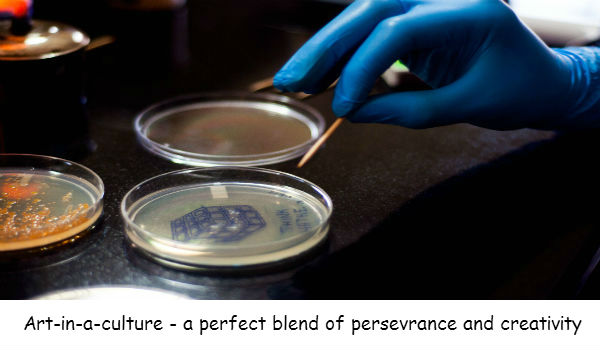 Art-in-a-culture - a perfect blend of persevrance and creativity